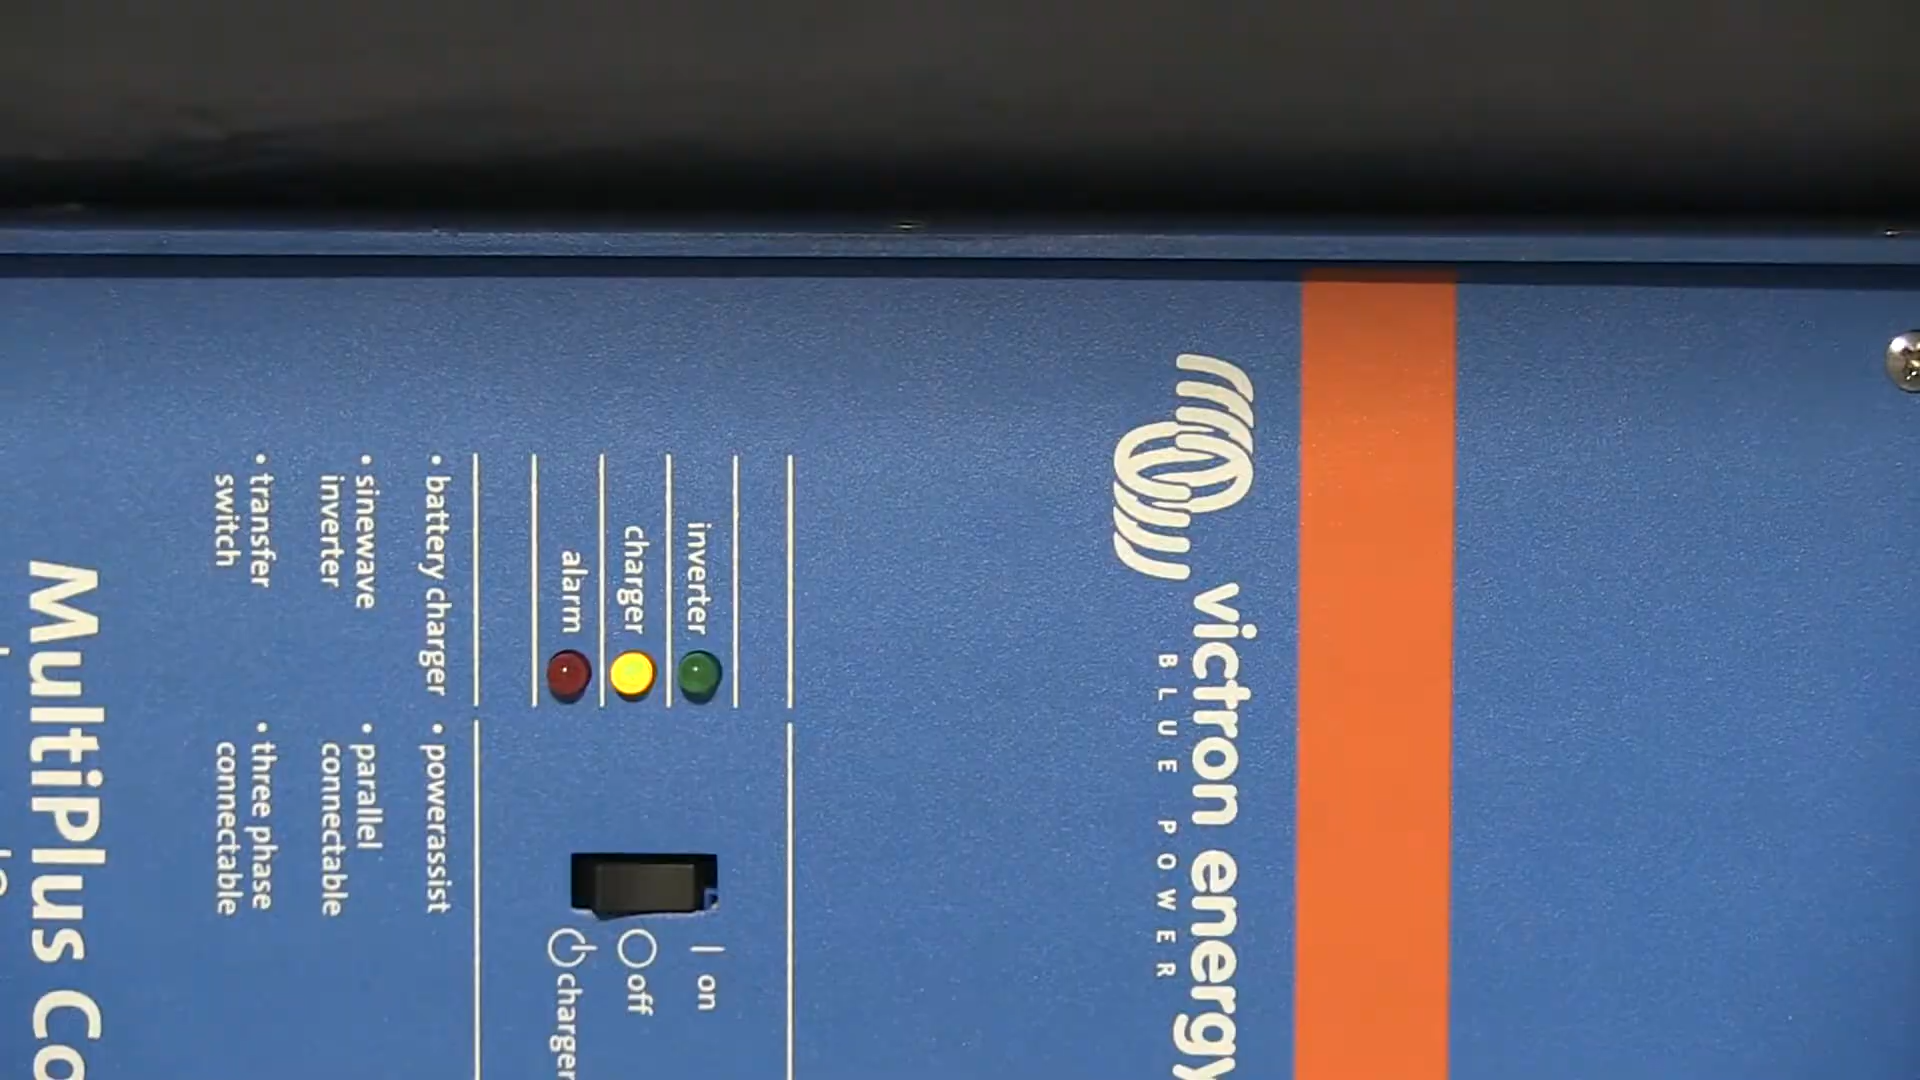 victron energy
BLUE POWER
inverter
charger
alarm
on
off
charger
• battery charger
• powerassist
• sinewave
inverter
• parallel
connectable
• transfer
switch
• three phase
connectable
MultiPlus Co